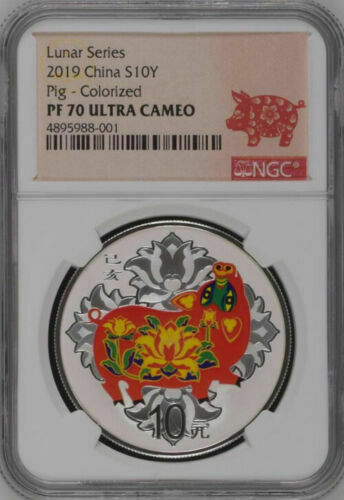 Lunar Series
2019 China S10Y
Pig - Colorized
PF 70 ULTRA CAMEO
4895988-001
NGC
己
亥
10元